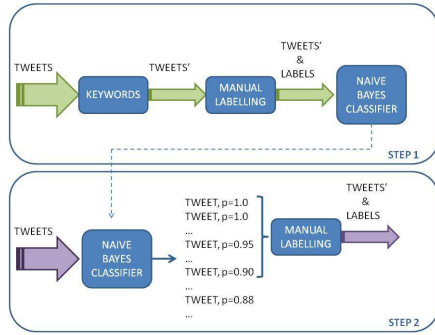 TWEETS
KEYWORDS
TWEETS'
MANUAL
LABELLING
TWEETS'
&
LABELS
NAIVE
BAYES
CLASSIFIER
STEP 1
TWEETS
NAIVE
BAYES
CLASSIFIER
TWEET, p=1.0
TWEET, p=1.0
...
TWEET, p=0.95
...
TWEET, p=0.90
...
TWEET, p=0.88
...
MANUAL
LABELLING
TWEETS'
&
LABELS
STEP 2